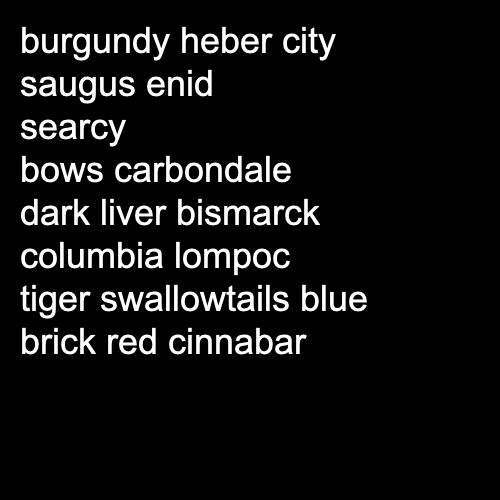 burgundy heber city
saugus enid
searcy
bows carbondale
dark liver bismarck
columbia lompoc
tiger swallowtails blue
brick red cinnabar